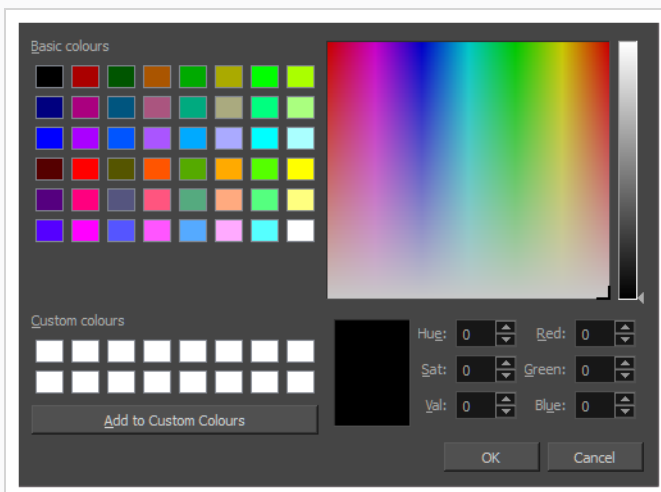 Basic colours
Custom colours
Add to Custom Colours
Hue: 0 Red: 0
Sat: 0 Green: 0
Val: 0 Blue: 0
OK Cancel